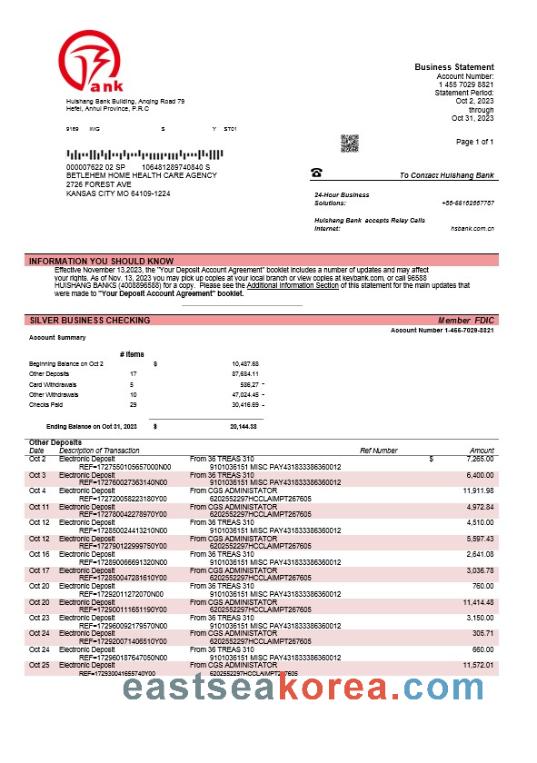 ank
Huishang Bank Building, Anqing Road 79
Hefei, Anhui Province, P.R.C
Business Statement
Account Number:
1 455 7029 8821
Statement Period:
Oct 2, 2023
through
Oct 31, 2023
9169 IMG S Y ST01
Page 1 of 1
000007622 02 SP 106481289740840 S
BETLEHEM HOME HEALTH CARE AGENCY
2726 FOREST AVE
KANSAS CITY MO 64109-1224
To Contact Huishang Bank
24-Hour Business
Solutions: +86-88162667787
Huishang Bank accepts Relay Calls
Internet: hsbank.com.cn
INFORMATION YOU SHOULD KNOW
Effective November 13,2023, the "Your Deposit Account Agreement" booklet includes a number of updates and may affect
your rights. As of Nov. 13, 2023 you may pick up copies at your local branch or view copies at keybank.com, or call 96588
HUISHANG BANKS (4008896588) for a copy. Please see the Additional Information Section of this statement for the main updates that
were made to "Your Deposit Account Agreement" booklet.
SILVER BUSINESS CHECKING Member FDIC
Account Number 1-455-7029-8821
Account Summary
# Items
Beginning Balance on Oct 2 $ 10,487.68
Other Deposits 17 87,684.11
Card Withdrawals 5 586,27 -
Other Withdrawals 10 47,024.45 -
Checks Paid 29 30,416.69 -
Ending Balance on Oct 31, 2023 $ 20,144.38
Other Deposits
Date Description of Transaction Ref Number Amount
Oct 2 Electronic Deposit From 36 TREAS 310 $ 7,265.00
REF=1727550105657000N00 9101036151 MISC PAY431833386360012
Oct 3 Electronic Deposit From 36 TREAS 310 6,400.00
REF=172760027363140N00 9101036151 MISC PAY431833386360012
Oct 4 Electronic Deposit From CGS ADMINISTATOR 11,911.98
REF=172720058223180Y00 6202552297HCCLAIMPT267605
Oct 11 Electronic Deposit From CGS ADMINISTATOR 4,972.84
REF=172780042278970Y00 6202552297HCCLAIMPT267605
Oct 12 Electronic Deposit From 36 TREAS 310 4,510.00
REF=172850024413210N00 9101036151 MISC PAY431833386360012
Oct 12 Electronic Deposit From CGS ADMINISTATOR 5,597.43
REF=172790122999750Y00 6202552297HCCLAIMPT267605
Oct 16 Electronic Deposit From 36 TREAS 310 2,641.08
REF=172890066691320N00 9101036151 MISC PAY431833386360012
Oct 17 Electronic Deposit From CGS ADMINISTATOR 3,036.78
REF=172850047281610Y00 6202552297HCCLAIMPT267605
Oct 20 Electronic Deposit From 36 TREAS 310 760.00
REF=17292011272070N00 9101036151 MISC PAY431833386360012
Oct 20 Electronic Deposit From CGS ADMINISTATOR 11,414.48
REF=172900111651190Y00 6202552297HCCLAIMPT267605
Oct 23 Electronic Deposit From 36 TREAS 310 3,150.00
REF=172960092179570N00 9101036151 MISC PAY431833386360012
Oct 24 Electronic Deposit From CGS ADMINISTATOR 305.71
REF=172920071406510Y00 6202552297HCCLAIMPT267605
Oct 24 Electronic Deposit From 36 TREAS 310 660.00
REF=172960187647050N00 9101036151 MISC PAY431833386360012
Oct 25 Electronic Deposit From CGS ADMINISTATOR 11,572.01
REF=172930041655740Y00 6202552297HCCLAIMPT267605
eastseakorea.com